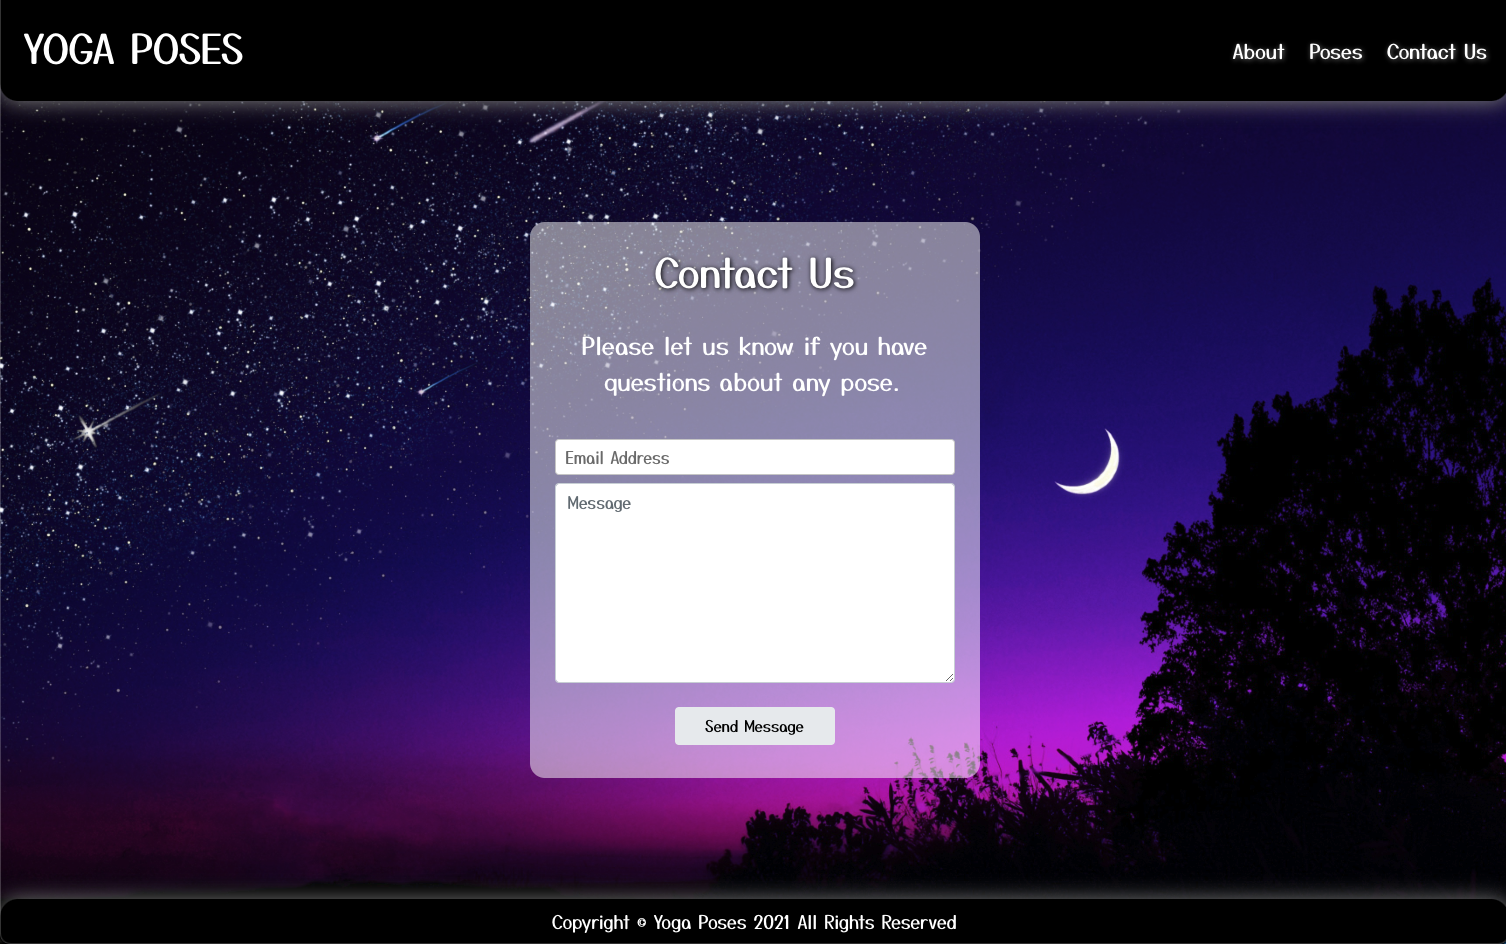 YOGA POSES
About Poses Contact Us
Contact Us
Please let us know if you have
questions about any pose.
Email Address
Message
Send Message
Copyright © Yoga Poses 2021 All Rights Reserved